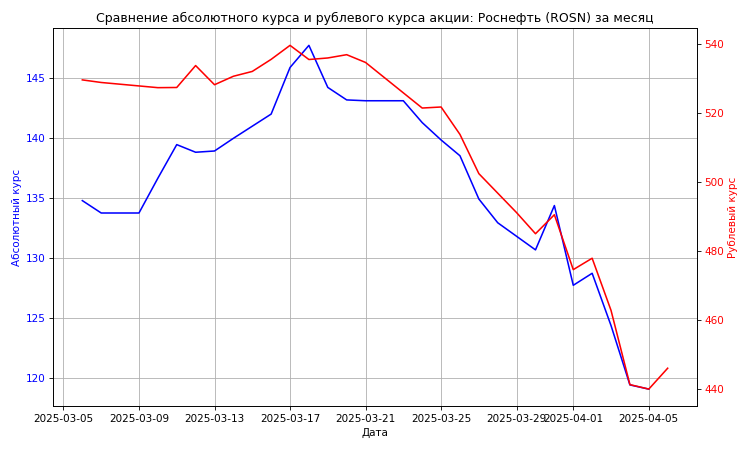 Сравнение абсолютного курса и рублевого курса акции: Роснефть (ROSN) за месяц
Абсолютный курс
145
140
135
130
125
120
540
520
500
480
460
440
Рублевый курс
2025-03-05 2025-03-09 2025-03-13 2025-03-17 2025-03-21 2025-03-25 2025-03-29 2025-04-01 2025-04-05
Дата